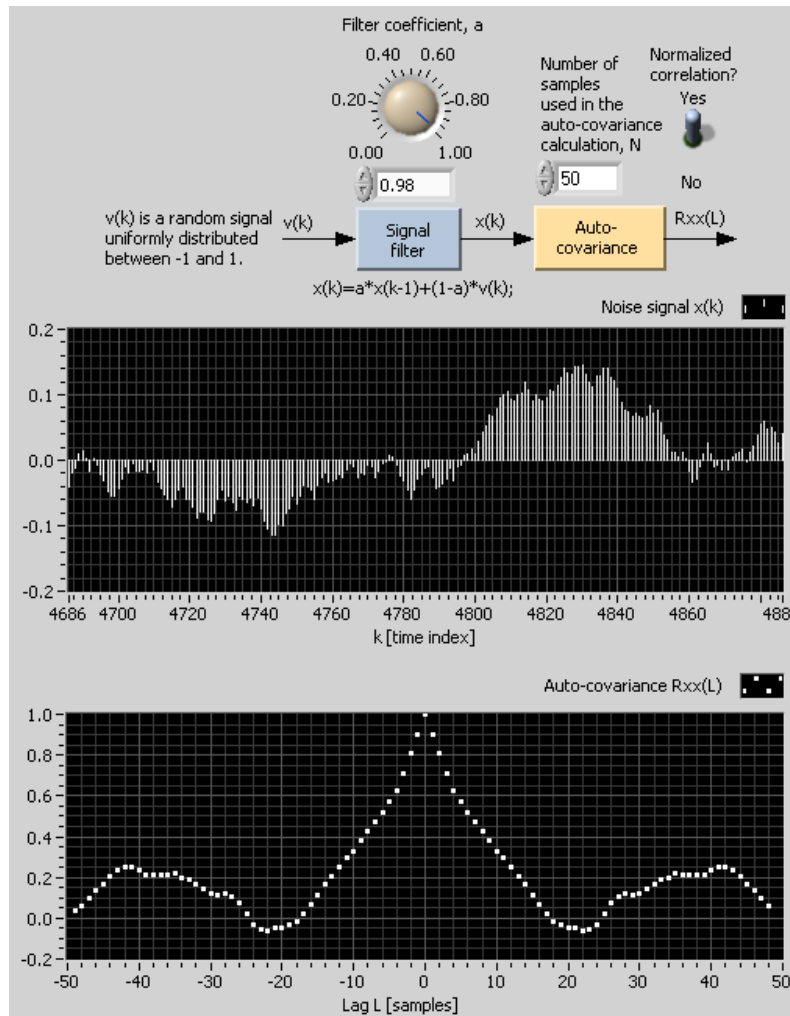 Filter coefficient, a
0.40 0.60
0.20 0.80
0.00 1.00
0.98
Number of
samples
used in the
auto-covariance
calculation, N
50
Normalized
correlation?
Yes
No
v(k) is a random signal
uniformly distributed
between -1 and 1.
v(k)
Signal
filter
x(k)
Auto-
covariance
Rxx(L)
x(k)=a*x(k-1)+(1-a)*v(k);
Noise signal x(k)
0.2
0.1
0.0
-0.1
-0.2
4686 4700 4720 4740 4760 4780 4800 4820 4840 4860 488
k [time index]
Auto-covariance Rxx(L)
1.0
0.8
0.6
0.4
0.2
0.0
-0.2
-50 -40 -30 -20 -10 0 10 20 30 40 50
Lag L [samples]